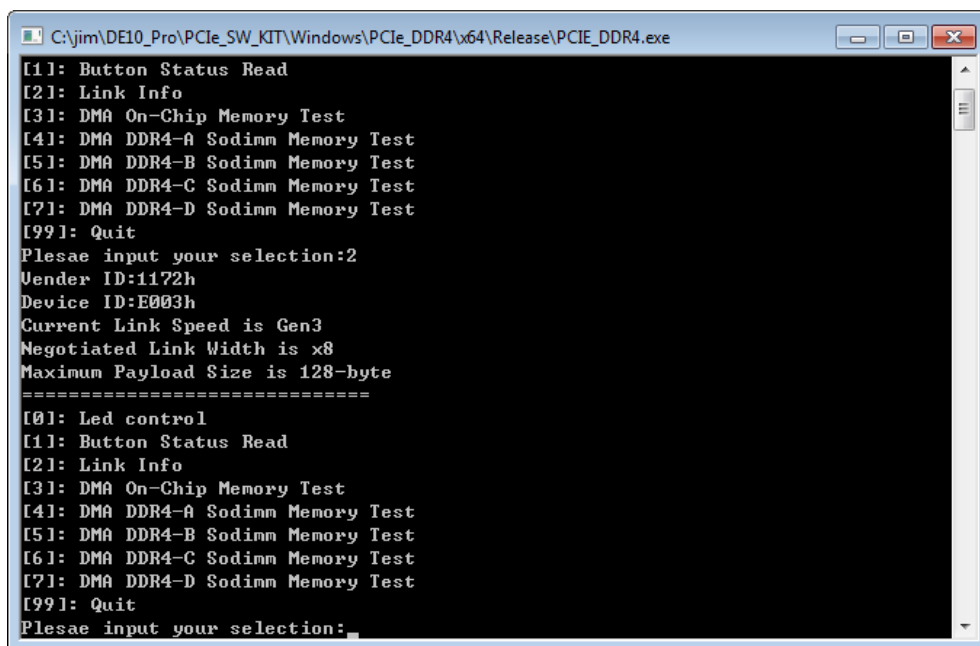 C:\jim\DE10_Pro\PCIe_SW_KIT\Windows\PCIe_DDR4\x64\Release\PCIE_DDR4.exe
[1]: Button Status Read
[2]: Link Info
[3]: DMA On-Chip Memory Test
[4]: DMA DDR4-A Sodimm Memory Test
[5]: DMA DDR4-B Sodimm Memory Test
[6]: DMA DDR4-C Sodimm Memory Test
[7]: DMA DDR4-D Sodimm Memory Test
[99]: Quit
Plesae input your selection:2
Vender ID:1172h
Device ID:E003h
Current Link Speed is Gen3
Negotiated Link Width is x8
Maximum Payload Size is 128-byte
==============================
[0]: Led control
[1]: Button Status Read
[2]: Link Info
[3]: DMA On-Chip Memory Test
[4]: DMA DDR4-A Sodimm Memory Test
[5]: DMA DDR4-B Sodimm Memory Test
[6]: DMA DDR4-C Sodimm Memory Test
[7]: DMA DDR4-D Sodimm Memory Test
[99]: Quit
Plesae input your selection:_